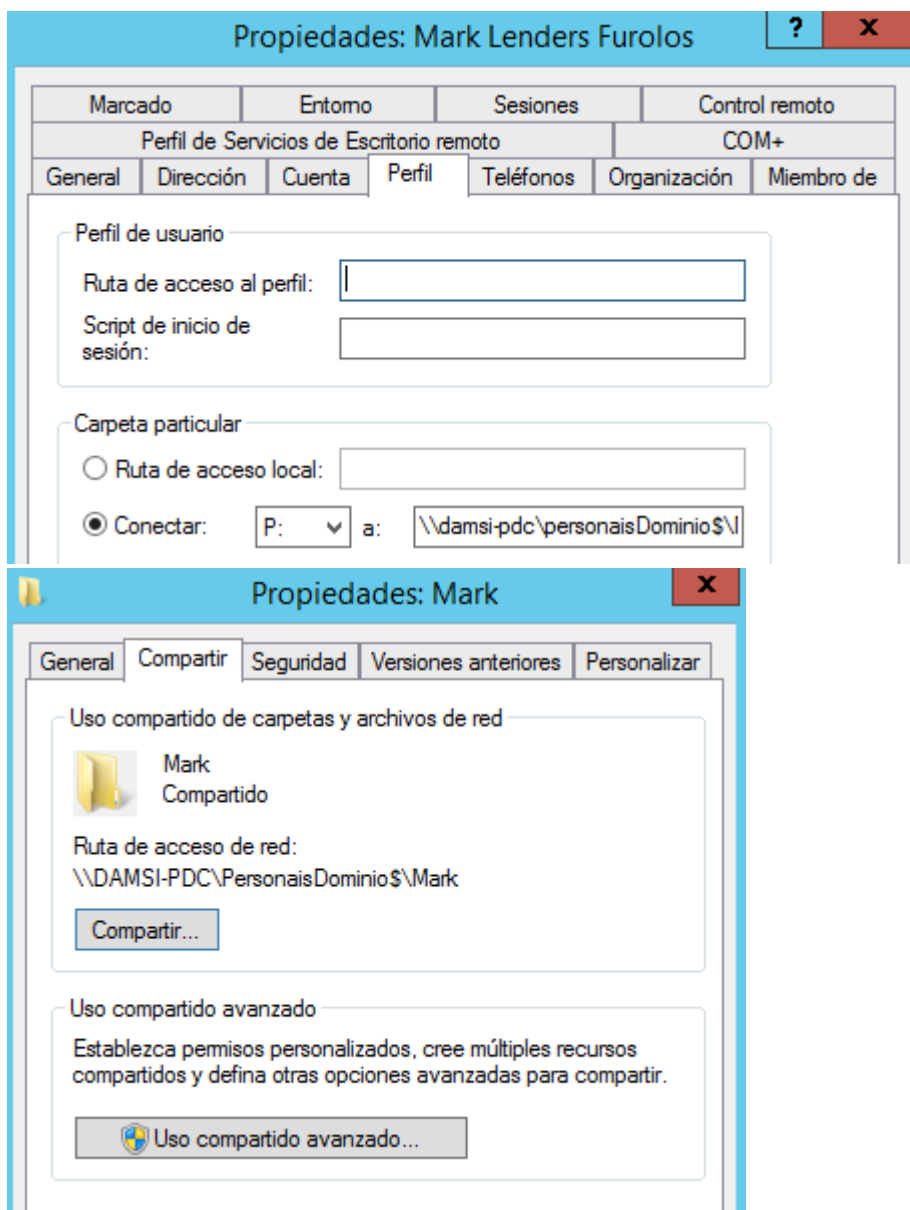 Propiedades: Mark Lenders Furolos
?
x
Marcado
Entorno
Sesiones
Control remoto
Perfil de Servicios de Escritorio remoto
COM+
General
Dirección
Cuenta
Perfil
Teléfonos
Organización
Miembro de
Perfil de usuario
Ruta de acceso al perfil:
Script de inicio de
sesión:
Carpeta particular
Ruta de acceso local:
Conectar:
P:
a:
\\damsi-pdc\personaisDominio$\
Propiedades: Mark
x
General
Compartir
Seguridad
Versiones anteriores
Personalizar
Uso compartido de carpetas y archivos de red
Mark
Compartido
Ruta de acceso de red:
\\DAMSI-PDC\PersonaisDominio$\Mark
Compartir...
Uso compartido avanzado
Establezca permisos personalizados, cree múltiples recursos
compartidos y defina otras opciones avanzadas para compartir.
Uso compartido avanzado...